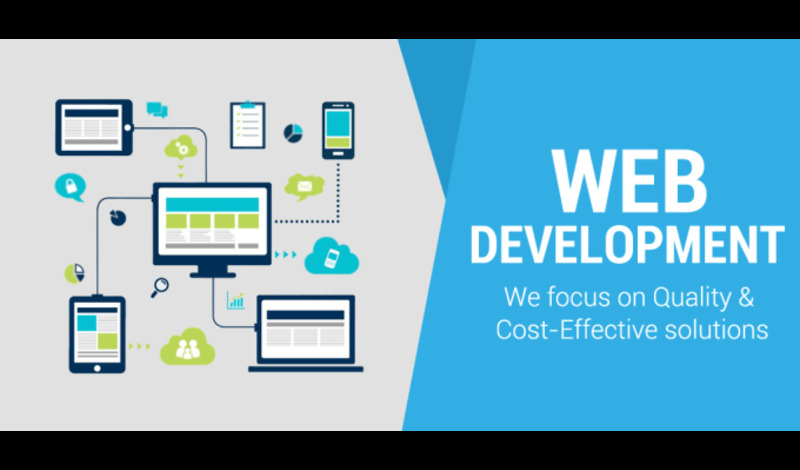 WEB
DEVELOPMENT
We focus on Quality &
Cost-Effective solutions